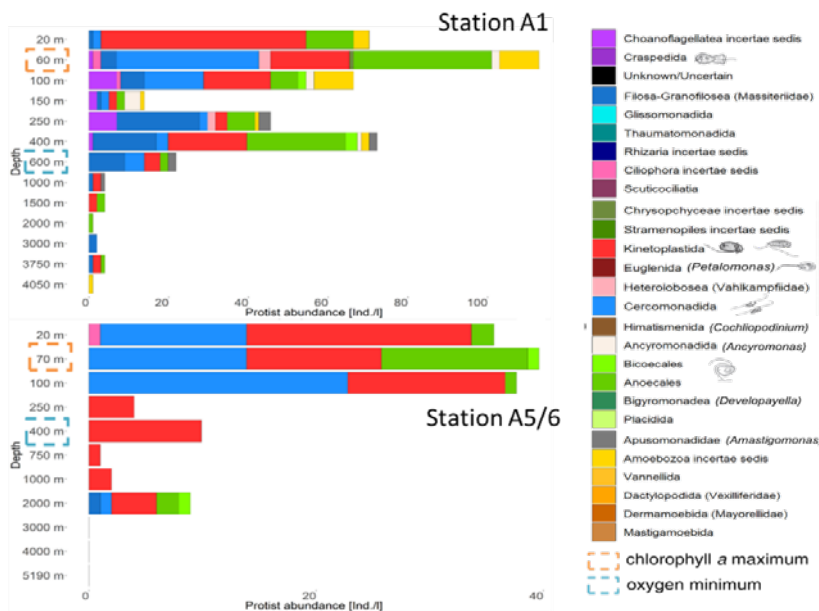 Station A1
20 m
60 m
100 m
150 m
250 m
400 m
600 m
1000 m
1500 m
2000 m
3000 m
3750 m
4050 m
Depth
0 20 40 60 80 100
Protist abundance [Ind./l]
Station A5/6
20 m
70 m
100 m
250 m
400 m
750 m
1000 m
2000 m
3000 m
4000 m
5190 m
Depth
0 20 40
Protist abundance [Ind./l]
Choanoflagellatea incertae sedis
Craspedida
Unknown/Uncertain
Filosa-Granofilosea (Massiteriidae)
Glissomonadida
Thaumatomonadida
Rhizaria incertae sedis
Ciliophora incertae sedis
Scuticociliatia
Chrysopchyceae incertae sedis
Stramenopiles incertae sedis
Kinetoplastida
Euglenida (Petalomonas)
Heterolobosea (Vahlkampfiidae)
Cercomonadida
Himatismenida (Cochliopodinium)
Ancyromonadida (Ancyromonas)
Bicoecales
Anoecales
Bigyromonadea (Developayella)
Placidida
Apusomonadidae (Amastigomonas)
Amoebozoa incertae sedis
Vannellida
Dactylopodida (Vexilliferidae)
Dermamoebida (Mayorellidae)
Mastigamoebida
chlorophyll a maximum
oxygen minimum